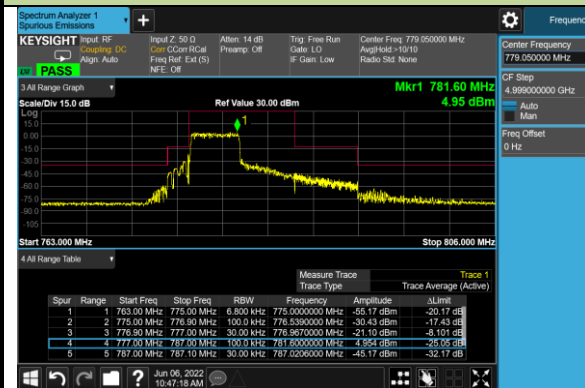 Spectrum Analyzer 1
Spurious Emissions
Frequenc
KEYSIGHT
Input: RF
Coupling: DC
Align: Auto
Input Z: 50 Ω
Corr CCorr RCal
Freq Ref: Ext (S)
NFE: Off
Atten: 14 dB
Preamp: Off
Trig: Free Run
Gate: LO
IF Gain: Low
Center Freq: 779.050000 MHz
Avg|Hold:>10/10
Radio Std: None
PASS
Center Frequency
779.050000 MHz
CF Step
4.999000000 GHz
Auto
Man
Freq Offset
0 Hz
3 All Range Graph
Mkr1 781.60 MHz
Scale/Div 15.0 dB
Ref Value 30.00 dBm
4.95 dBm
Log
15.0
0.00
-15.0
-30.0
-45.0
-60.0
-75.0
-90.0
-105
1
Start 763.000 MHz
Stop 806.000 MHz
4 All Range Table
Measure Trace Trace 1
Trace Type Trace Average (Active)
Spur Range Start Freq Stop Freq RBW Frequency Amplitude ΔLimit
1 1 763.00 MHz 775.00 MHz 6.800 kHz 775.0000000 MHz -55.17 dBm -20.17 dB
2 2 775.00 MHz 776.90 MHz 100.0 kHz 776.5390000 MHz -30.43 dBm -17.43 dB
3 3 776.90 MHz 777.00 MHz 30.00 kHz 776.9670000 MHz -21.10 dBm -8.101 dB
4 4 777.00 MHz 787.00 MHz 100.0 kHz 781.6000000 MHz 4.954 dBm -25.05 dB
5 5 787.00 MHz 787.10 MHz 30.00 kHz 787.0206000 MHz -45.17 dBm -32.17 dB
Jun 06, 2022
10:47:18 AM